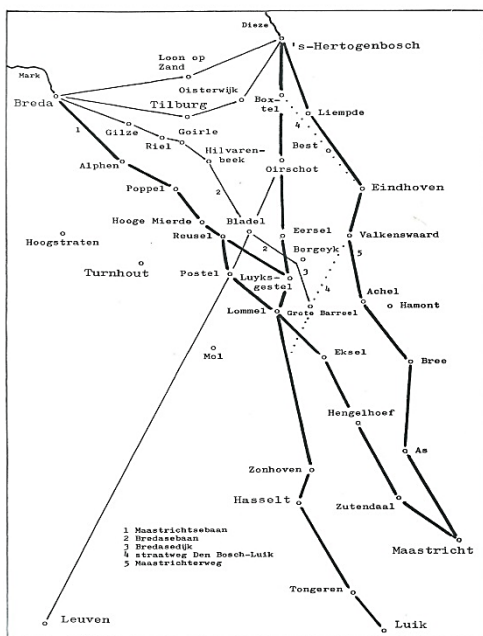 Dieze
's-Hertogenbosch
Loon op
Zand
Mark
Oisterwijk
Breda
Box-
tel
Tilburg
4
Liempde
1
Gilze
Goirle
Riel
Best
Hilvaren-
beek
Oirschot
Alphen
Poppel
2
Eindhoven
Hooge Mierde
Bladel
Hoogstraten
Reusel
Eersel
Valkenswaard
2
Bergeyk
5
Turnhout
3
Postel
Luyks-
gestel
4
Achel
Lommel
Grote Barreel
Hamont
Mol
Eksel
Bree
Hengelhoef
As
Zonhoven
Hasselt
Zutendaal
1 Maastrichtsebaan
2 Bredasebaan
3 Bredasedijk
4 straatweg Den Bosch-Luik
5 Maastrichterweg
Maastricht
Tongeren
Leuven
Luik